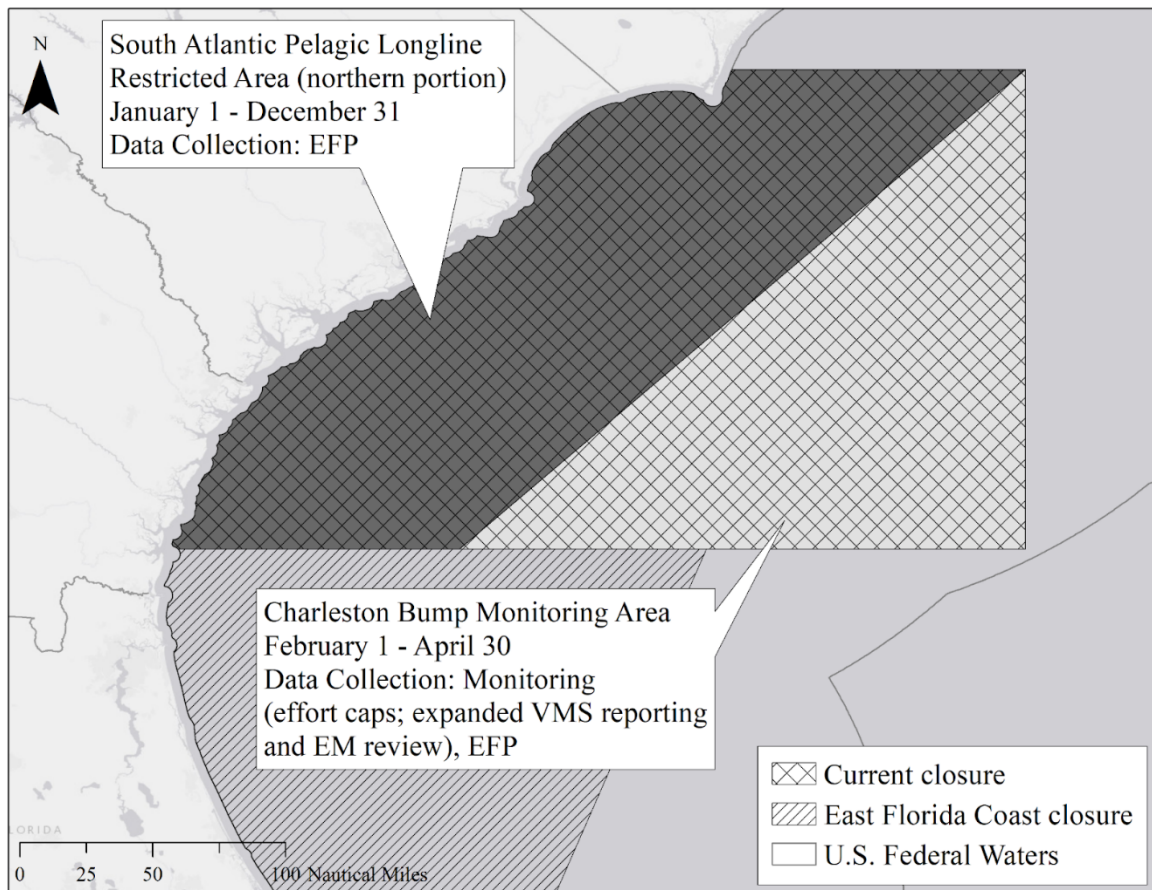 N
South Atlantic Pelagic Longline
Restricted Area (northern portion)
January 1 - December 31
Data Collection: EFP
Charleston Bump Monitoring Area
February 1 - April 30
Data Collection: Monitoring
(effort caps; expanded VMS reporting
and EM review), EFP
Current closure
East Florida Coast closure
U.S. Federal Waters
LORIDA
0 25 50 100 Nautical Miles